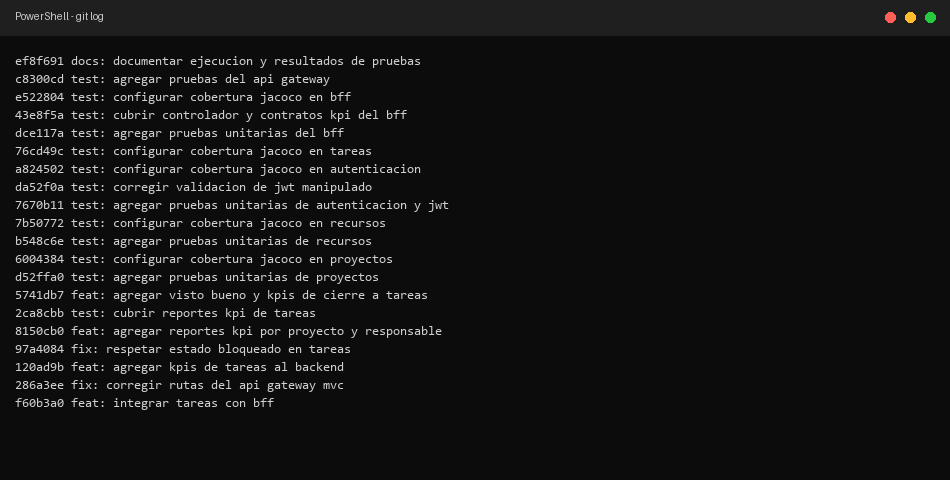 PowerShell - git log
ef8f691 docs: documentar ejecucion y resultados de pruebas
c8300cd test: agregar pruebas del api gateway
e522804 test: configurar cobertura jacoco en bff
43e8f5a test: cubrir controlador y contratos kpi del bff
dce117a test: agregar pruebas unitarias del bff
76cd49c test: configurar cobertura jacoco en tareas
a824502 test: configurar cobertura jacoco en autenticacion
da52f0a test: corregir validacion de jwt manipulado
7670b11 test: agregar pruebas unitarias de autenticacion y jwt
7b50772 test: configurar cobertura jacoco en recursos
b548c6e test: agregar pruebas unitarias de recursos
6004384 test: configurar cobertura jacoco en proyectos
d52ffa0 test: agregar pruebas unitarias de proyectos
5741db7 feat: agregar visto bueno y kpis de cierre a tareas
2ca8cbb test: cubrir reportes kpi de tareas
8150cb0 feat: agregar reportes kpi por proyecto y responsable
97a4084 fix: respetar estado bloqueado en tareas
120ad9b feat: agregar kpis de tareas al backend
286a3ee fix: corregir rutas del api gateway mvc
f60b3a0 feat: integrar tareas con bff